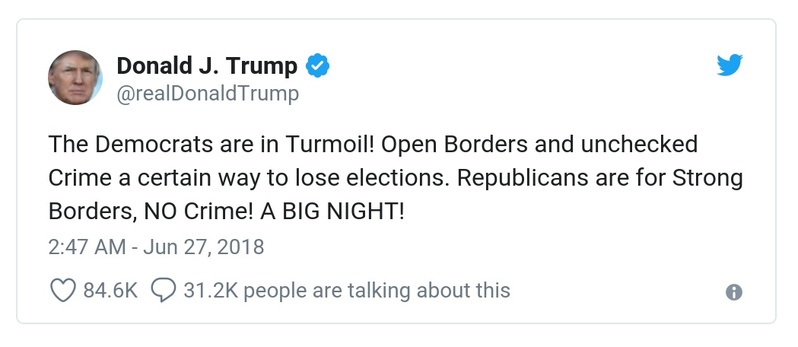 Donald J. Trump
@realDonaldTrump
The Democrats are in Turmoil! Open Borders and unchecked
Crime a certain way to lose elections. Republicans are for Strong
Borders, NO Crime! A BIG NIGHT!
2:47 AM - Jun 27, 2018
84.6K 31.2K people are talking about this